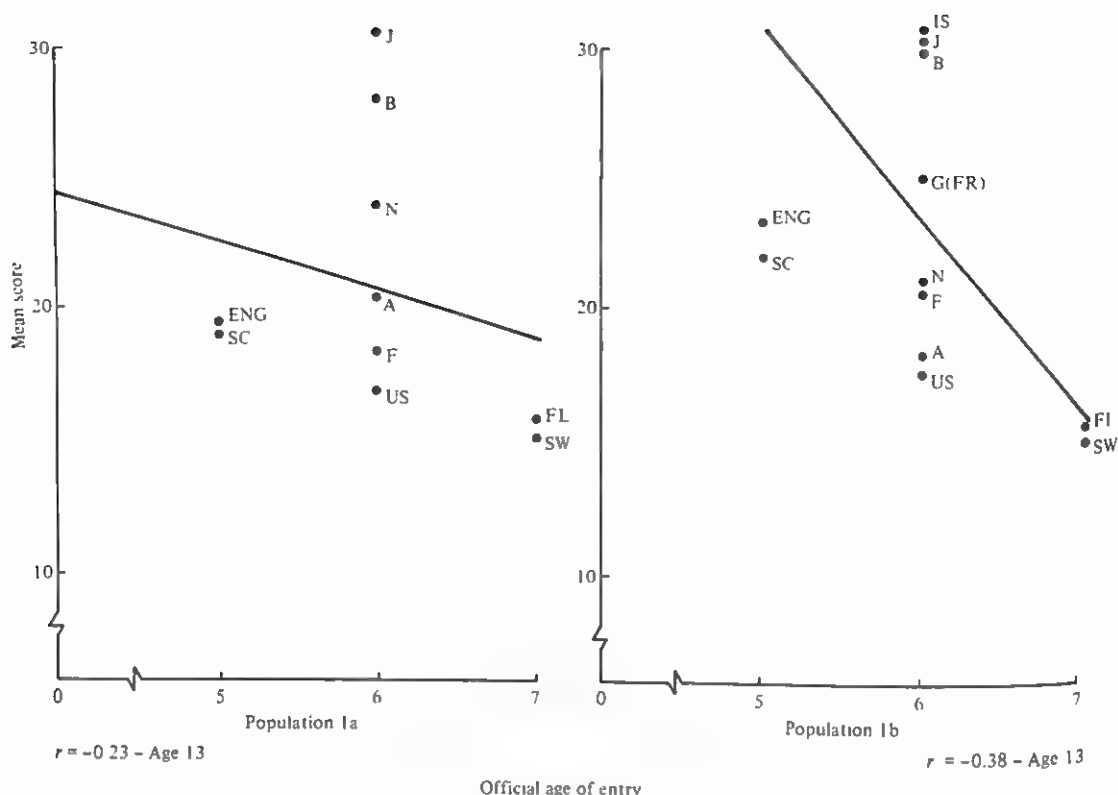 Mean score
30
20
10
J
B
N
A
F
US
ENG
SC
FL
SW
0
5
6
7
Population 1a
r = -0 23 – Age 13
30
20
10
IS
J
B
G(FR)
ENG
SC
N
F
A
US
FI
SW
0
5
6
7
Population 1b
r = -0.38 – Age 13
Official age of entry